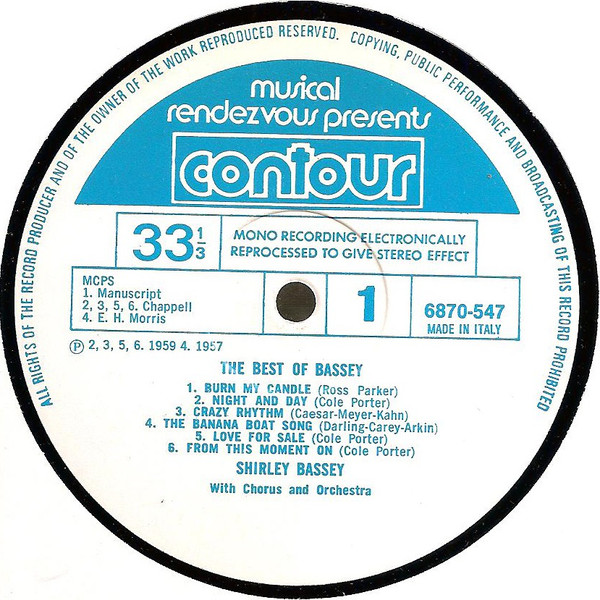 ALL RIGHTS OF THE RECORD PRODUCER AND OF THE OWNER OF THE WORK REPRODUCED RESERVED. COPYING, PUBLIC PERFORMANCE AND BROADCASTING OF THIS RECORD PROHIBITED
musical
rendezvous presents
contour
33 1/3
MONO RECORDING ELECTRONICALLY
REPROCESSED TO GIVE STEREO EFFECT
MCPS
1. Manuscript
2, 3, 5, 6. Chappell
4. E. H. Morris
1
6870-547
MADE IN ITALY
Ⓟ 2, 3, 5, 6. 1959 4. 1957
THE BEST OF BASSEY
1. BURN MY CANDLE (Ross Parker)
2. NIGHT AND DAY (Cole Porter)
3. CRAZY RHYTHM (Caesar-Meyer-Kahn)
4. THE BANANA BOAT SONG (Darling-Carey-Arkin)
5. LOVE FOR SALE (Cole Porter)
6. FROM THIS MOMENT ON (Cole Porter)
SHIRLEY BASSEY
With Chorus and Orchestra